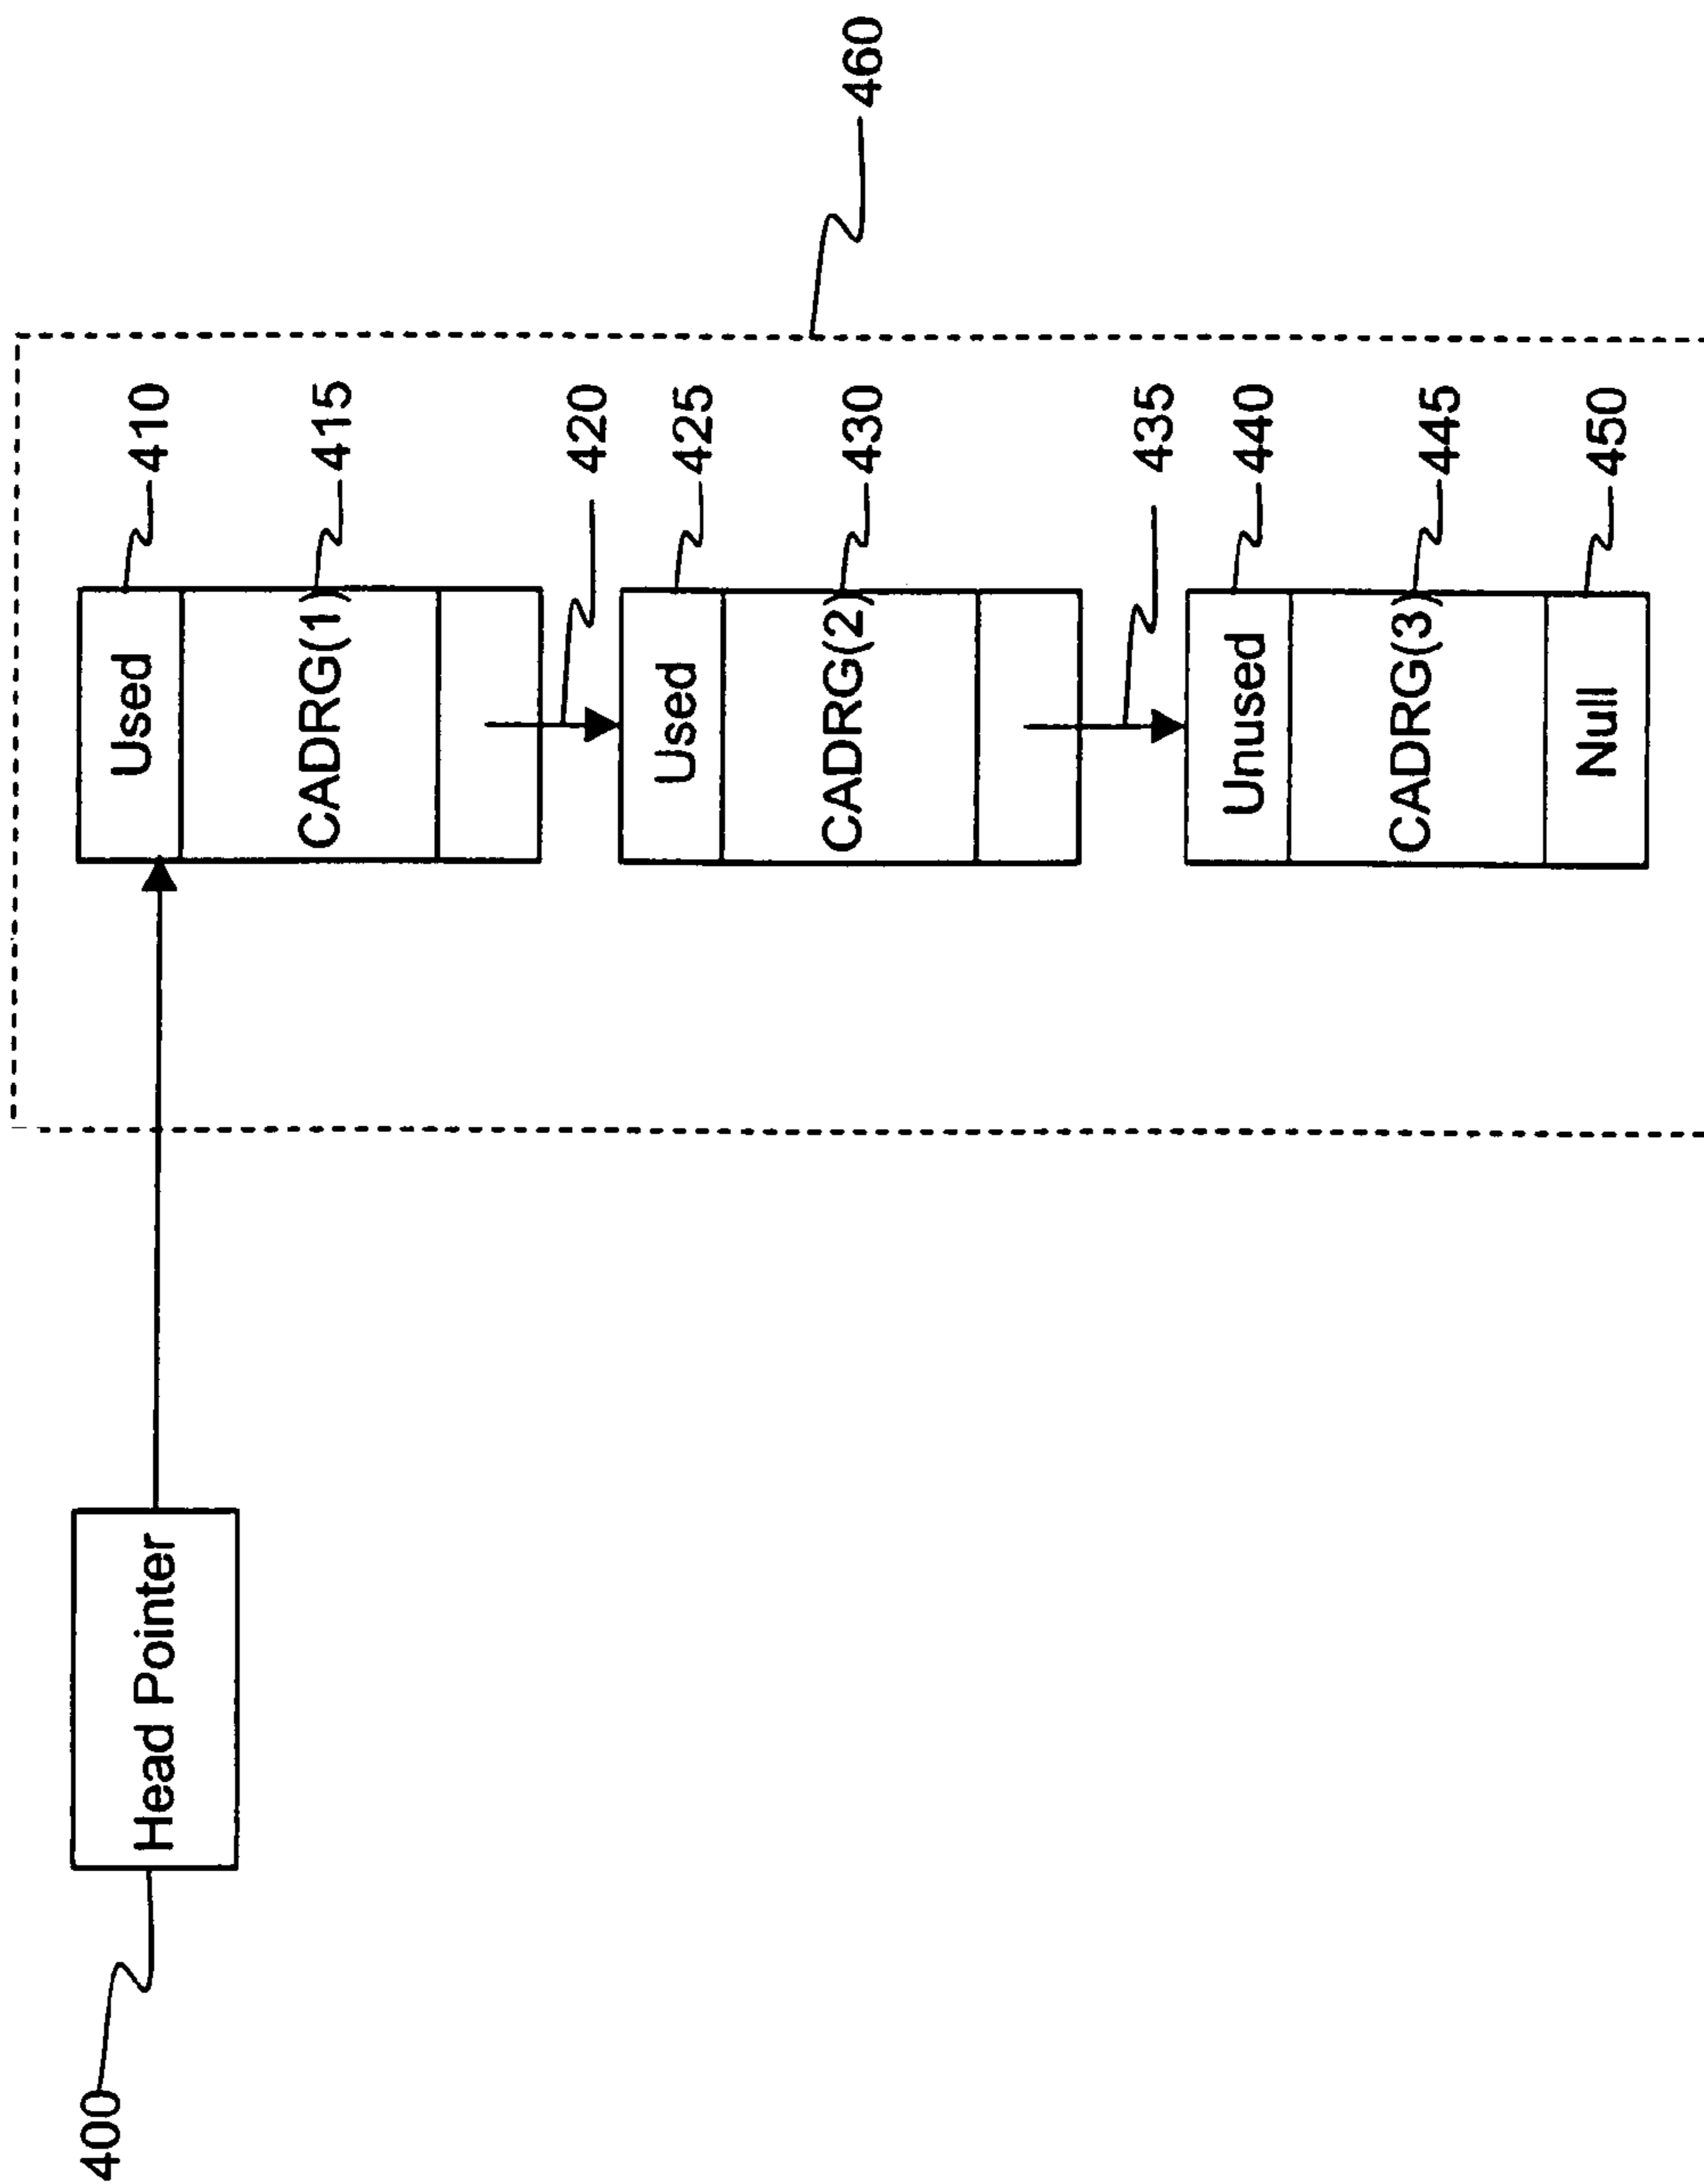 400
Head Pointer
Used
410
CADRG(1)
415
420
Used
425
CADRG(2)
430
435
Unused
440
CADRG(3)
445
Null
450
460